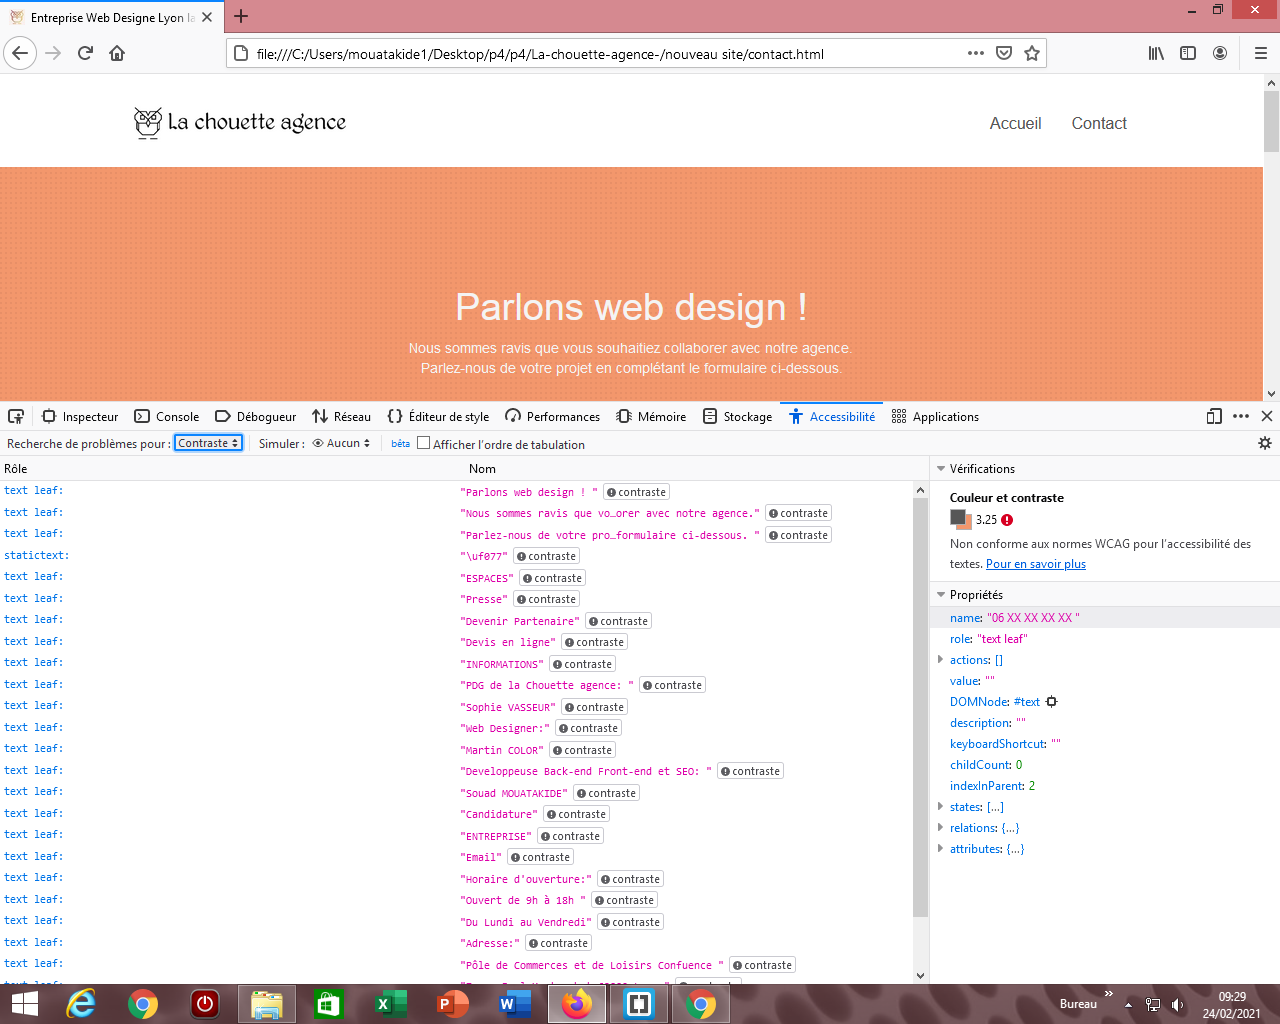 Entreprise Web Designe Lyon la
file:///C:/Users/mouatakide1/Desktop/p4/p4/La-chouette-agence-/nouveau site/contact.html
La chouette agence
Accueil Contact
Parlons web design !
Nous sommes ravis que vous souhaitiez collaborer avec notre agence.
Parlez-nous de votre projet en complétant le formulaire ci-dessous.
Inspecteur Console Débogueur Réseau {} Éditeur de style Performances Mémoire Stockage Accessibilité Applications
Recherche de problèmes pour : Contraste Simuler : Aucun bêta Afficher l'ordre de tabulation
Rôle Nom
text leaf: "Parlons web design ! " contraste
text leaf: "Nous sommes ravis que vo…orer avec notre agence." contraste
text leaf: "Parlez-nous de votre pro…formulaire ci-dessous. " contraste
statictext: "\uf077" contraste
text leaf: "ESPACES" contraste
text leaf: "Presse" contraste
text leaf: "Devenir Partenaire" contraste
text leaf: "Devis en ligne" contraste
text leaf: "INFORMATIONS" contraste
text leaf: "PDG de la Chouette agence: " contraste
text leaf: "Sophie VASSEUR" contraste
text leaf: "Web Designer:" contraste
text leaf: "Martin COLOR" contraste
text leaf: "Developpeuse Back-end Front-end et SEO: " contraste
text leaf: "Souad MOUATAKIDE" contraste
text leaf: "Candidature" contraste
text leaf: "ENTREPRISE" contraste
text leaf: "Email" contraste
text leaf: "Horaire d'ouverture:" contraste
text leaf: "Ouvert de 9h à 18h " contraste
text leaf: "Du Lundi au Vendredi" contraste
text leaf: "Adresse:" contraste
text leaf: "Pôle de Commerces et de Loisirs Confuence " contraste
Vérifications
Couleur et contraste
3.25
Non conforme aux normes WCAG pour l'accessibilité des
textes. Pour en savoir plus
Propriétés
name: "06 XX XX XX XX "
role: "text leaf"
actions: []
value: ""
DOMNode: #text
description: ""
keyboardShortcut: ""
childCount: 0
indexInParent: 2
states: […]
relations: {…}
attributes: {…}
Bureau
09:29
24/02/2021